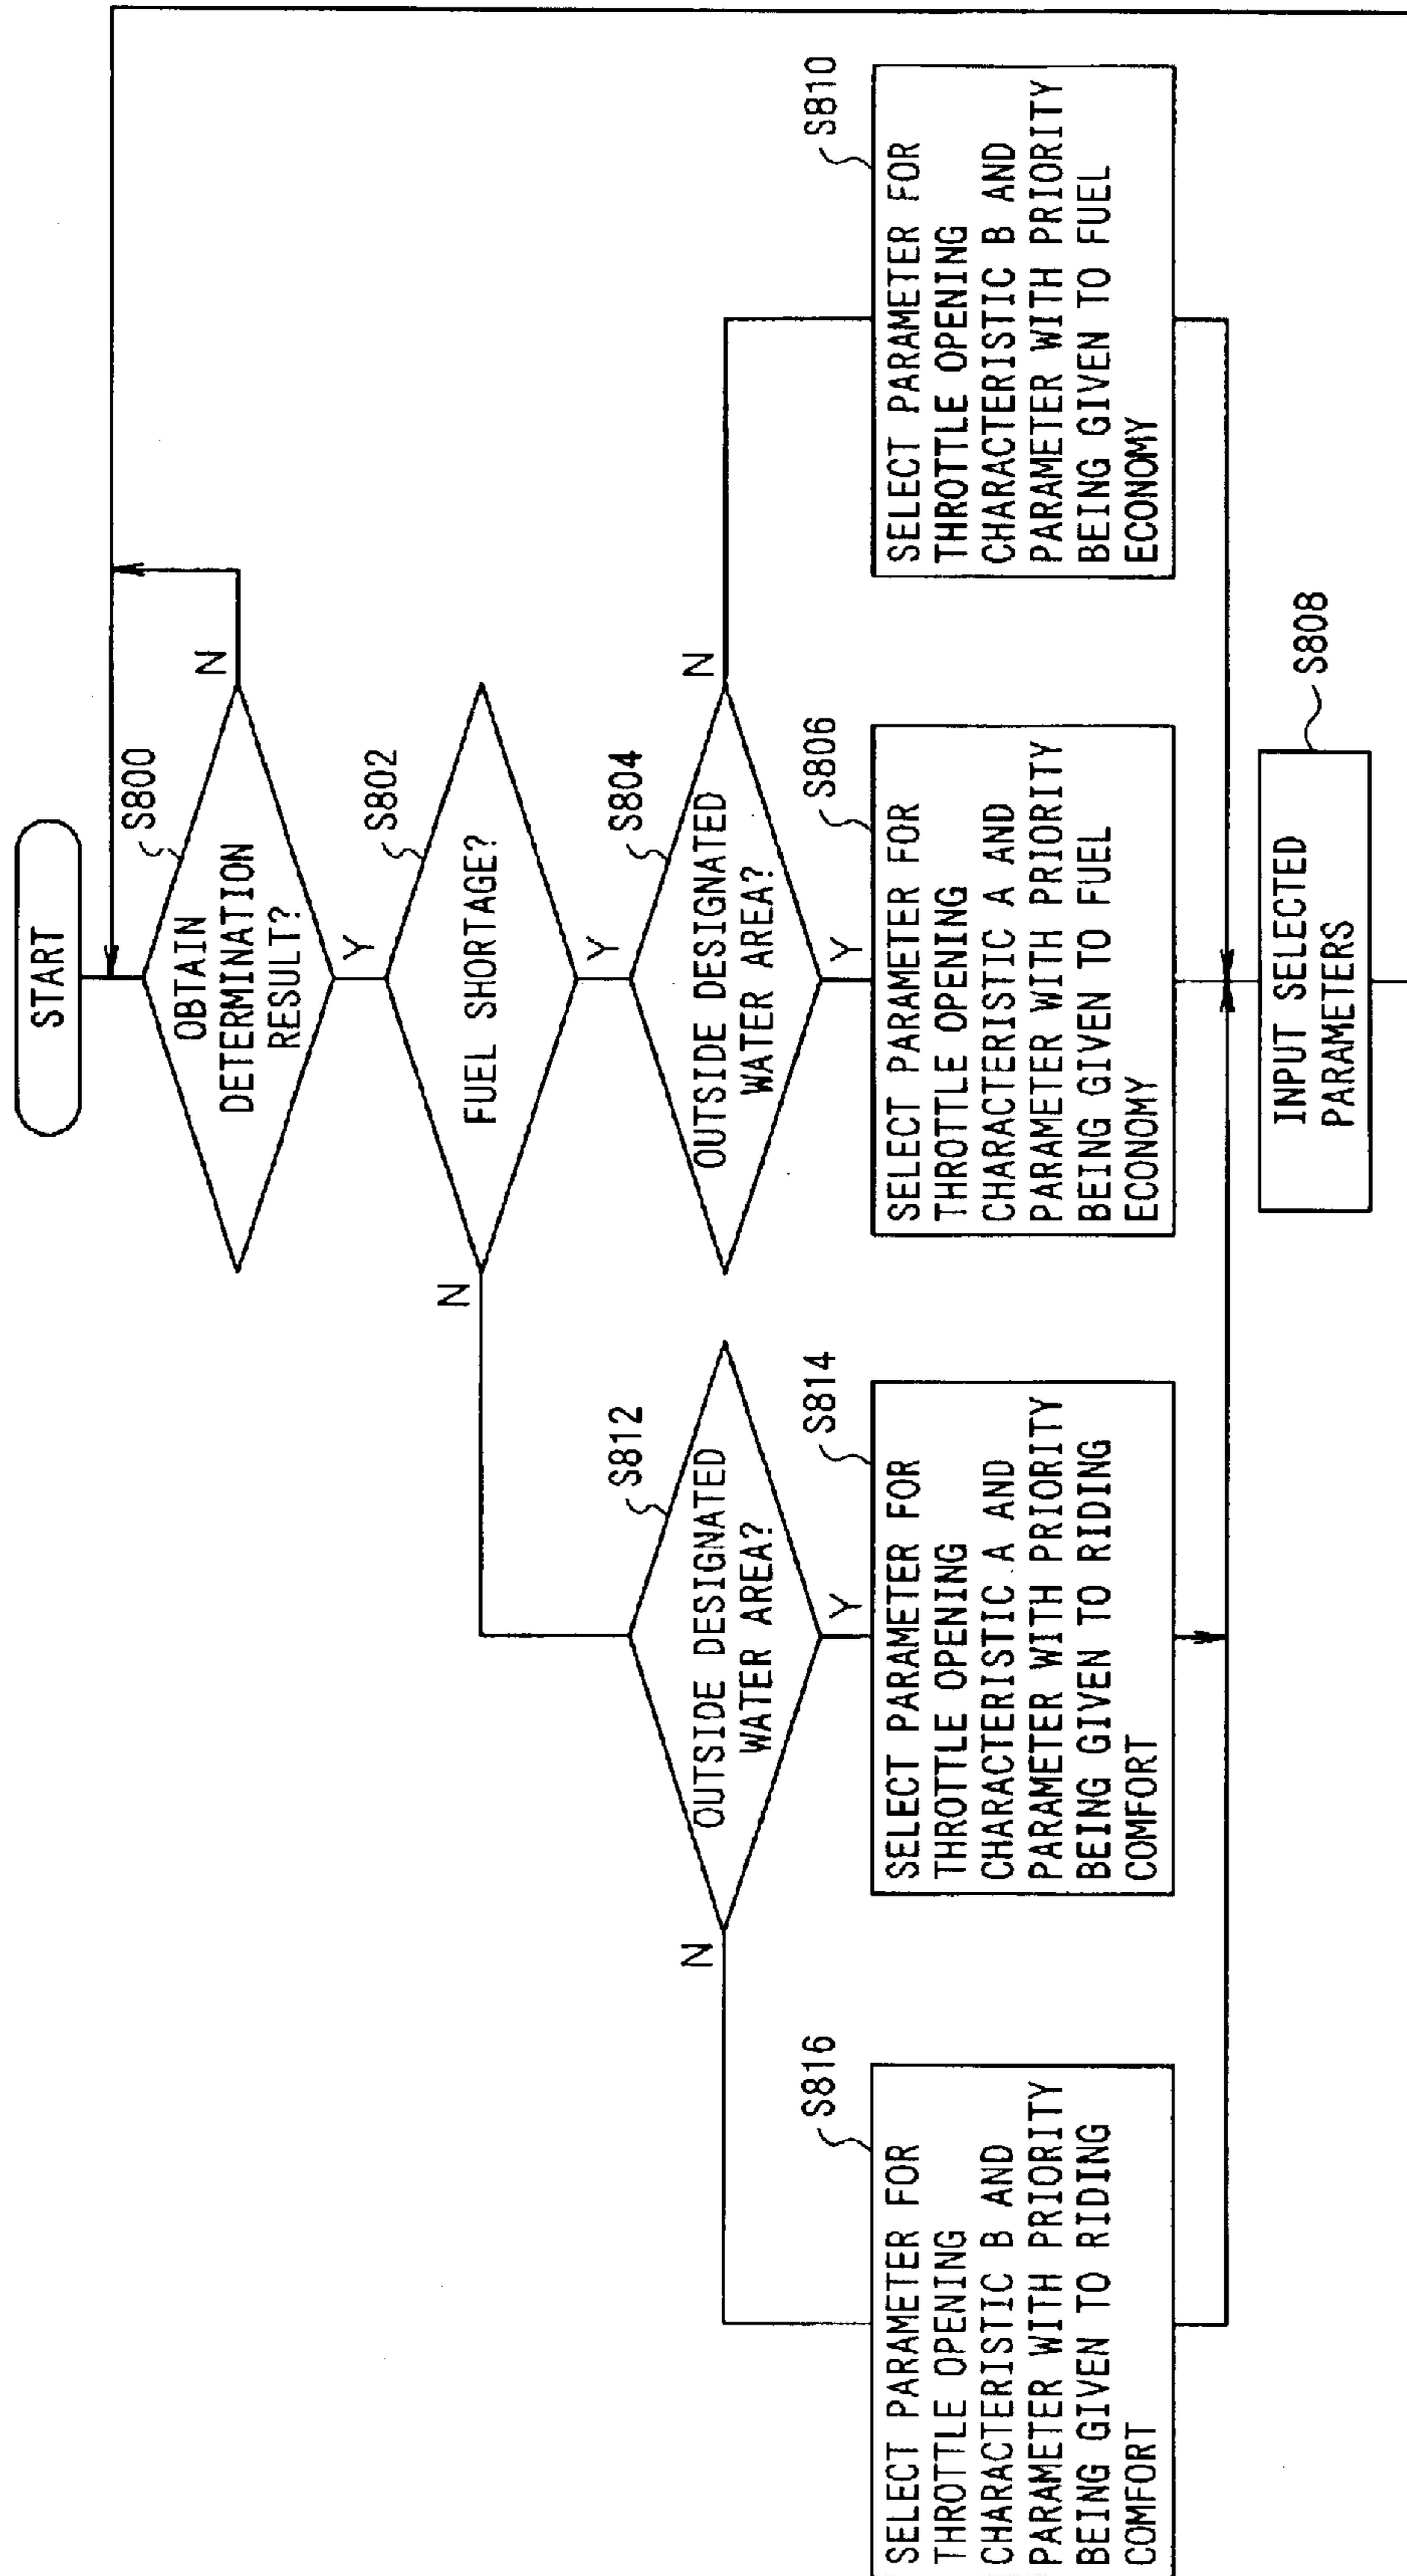 START
S800
OBTAIN
DETERMINATION
RESULT?
N
Y
S802
FUEL SHORTAGE?
N
Y
S812
OUTSIDE DESIGNATED
WATER AREA?
N
Y
S804
OUTSIDE DESIGNATED
WATER AREA?
N
Y
S816
SELECT PARAMETER FOR
THROTTLE OPENING
CHARACTERISTIC B AND
PARAMETER WITH PRIORITY
BEING GIVEN TO RIDING
COMFORT
S814
SELECT PARAMETER FOR
THROTTLE OPENING
CHARACTERISTIC A AND
PARAMETER WITH PRIORITY
BEING GIVEN TO RIDING
COMFORT
S806
SELECT PARAMETER FOR
THROTTLE OPENING
CHARACTERISTIC A AND
PARAMETER WITH PRIORITY
BEING GIVEN TO FUEL
ECONOMY
S810
SELECT PARAMETER FOR
THROTTLE OPENING
CHARACTERISTIC B AND
PARAMETER WITH PRIORITY
BEING GIVEN TO FUEL
ECONOMY
S808
INPUT SELECTED
PARAMETERS